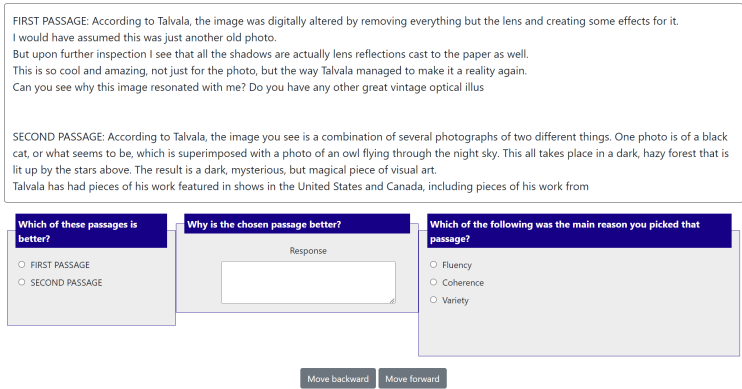 FIRST PASSAGE: According to Talvala, the image was digitally altered by removing everything but the lens and creating some effects for it.
I would have assumed this was just another old photo.
But upon further inspection I see that all the shadows are actually lens reflections cast to the paper as well.
This is so cool and amazing, not just for the photo, but the way Talvala managed to make it a reality again.
Can you see why this image resonated with me? Do you have any other great vintage optical illus
SECOND PASSAGE: According to Talvala, the image you see is a combination of several photographs of two different things. One photo is of a black
cat, or what seems to be, which is superimposed with a photo of an owl flying through the night sky. This all takes place in a dark, hazy forest that is
lit up by the stars above. The result is a dark, mysterious, but magical piece of visual art.
Talvala has had pieces of his work featured in shows in the United States and Canada, including pieces of his work from
Which of these passages is
better?
FIRST PASSAGE
SECOND PASSAGE
Why is the chosen passage better?
Response
Which of the following was the main reason you picked that
passage?
Fluency
Coherence
Variety
Move backward
Move forward